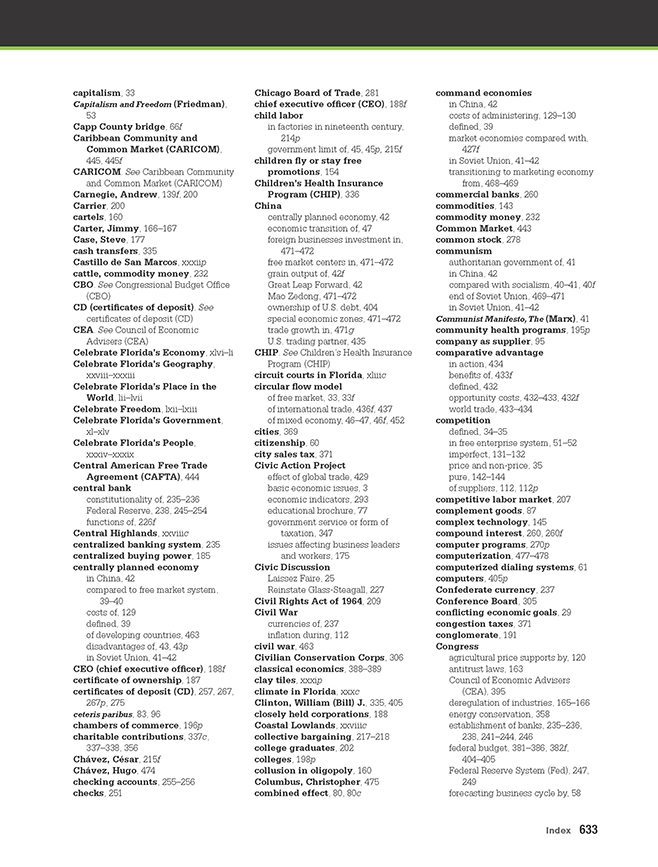 capitalism, 33
Capitalism and Freedom (Friedman),
53
Capp County bridge, 66f
Caribbean Community and
Common Market (CARICOM),
445, 445f
CARICOM. See Caribbean Community
and Common Market (CARICOM)
Carnegie, Andrew, 139f, 200
Carrier, 200
cartels, 160
Carter, Jimmy, 166–167
Case, Steve, 177
cash transfers, 335
Castillo de San Marcos, xxxiip
cattle, commodity money, 232
CBO. See Congressional Budget Office
(CBO)
CD (certificates of deposit). See
certificates of deposit (CD)
CEA. See Council of Economic
Advisers (CEA)
Celebrate Florida's Economy, xlvi–li
Celebrate Florida's Geography,
xxviii–xxxiii
Celebrate Florida's Place in the
World, lii–lvii
Celebrate Freedom, lxii–lxiii
Celebrate Florida's Government,
xl–xlv
Celebrate Florida's People,
xxxiv–xxxix
Central American Free Trade
Agreement (CAFTA), 444
central bank
constitutionality of, 235–236
Federal Reserve, 238, 245–254
functions of, 226f
Central Highlands, xxviiic
centralized banking system, 235
centralized buying power, 185
centrally planned economy
in China, 42
compared to free market system,
39–40
costs of, 129
defined, 39
of developing countries, 463
disadvantages of, 43, 43p
in Soviet Union, 41–42
CEO (chief executive officer), 188f
certificate of ownership, 187
certificates of deposit (CD), 257, 267,
267p, 275
ceteris paribus, 83, 96
chambers of commerce, 196p
charitable contributions, 337c,
337–338, 356
Chávez, César, 215f
Chávez, Hugo, 474
checking accounts, 255–256
checks, 251
Chicago Board of Trade, 281
chief executive officer (CEO), 188f
child labor
in factories in nineteenth century,
214p
government limit of, 45, 45p, 215f
children fly or stay free
promotions, 154
Children's Health Insurance
Program (CHIP), 336
China
centrally planned economy, 42
economic transition of, 47
foreign businesses investment in,
471–472
free market centers in, 471–472
grain output of, 42f
Great Leap Forward, 42
Mao Zedong, 471–472
ownership of U.S. debt, 404
special economic zones, 471–472
trade growth in, 471g
U.S. trading partner, 435
CHIP. See Children's Health Insurance
Program (CHIP)
circuit courts in Florida, xliiic
circular flow model
of free market, 33, 33f
of international trade, 436f, 437
of mixed economy, 46–47, 46f, 452
cities, 369
citizenship, 60
city sales tax, 371
Civic Action Project
effect of global trade, 429
basic economic issues, 3
economic indicators, 293
educational brochure, 77
government service or form of
taxation, 347
issues affecting business leaders
and workers, 175
Civic Discussion
Laissez Faire, 25
Reinstate Glass-Steagall, 227
Civil Rights Act of 1964, 209
Civil War
currencies of, 237
inflation during, 112
civil war, 463
Civilian Conservation Corps, 306
classical economics, 388–389
clay tiles, xxxip
climate in Florida, xxxc
Clinton, William (Bill) J., 335, 405
closely held corporations, 188
Coastal Lowlands, xxviiic
collective bargaining, 217–218
college graduates, 202
colleges, 198p
collusion in oligopoly, 160
Columbus, Christopher, 475
combined effect, 80, 80c
command economies
in China, 42
costs of administering, 129–130
defined, 39
market economies compared with,
427f
in Soviet Union, 41–42
transitioning to marketing economy
from, 468–469
commercial banks, 260
commodities, 143
commodity money, 232
Common Market, 443
common stock, 278
communism
authoritarian government of, 41
in China, 42
compared with socialism, 40–41, 40f
end of Soviet Union, 469–471
in Soviet Union, 41–42
Communist Manifesto, The (Marx), 41
community health programs, 195p
company as supplier, 95
comparative advantage
in action, 434
benefits of, 433f
defined, 432
opportunity costs, 432–433, 432f
world trade, 433–434
competition
defined, 34–35
in free enterprise system, 51–52
imperfect, 131–132
price and non-price, 35
pure, 142–144
of suppliers, 112, 112p
competitive labor market, 207
complement goods, 87
complex technology, 145
compound interest, 260, 260f
computer programs, 270p
computerization, 477–478
computerized dialing systems, 61
computers, 405p
Confederate currency, 237
Conference Board, 305
conflicting economic goals, 29
congestion taxes, 371
conglomerate, 191
Congress
agricultural price supports by, 120
antitrust laws, 163
Council of Economic Advisers
(CEA), 395
deregulation of industries, 165–166
energy conservation, 358
establishment of banks, 235–236,
238, 241–244, 246
federal budget, 381–386, 382f,
404–405
Federal Reserve System (Fed), 247,
249
forecasting business cycle by, 58
Index 633